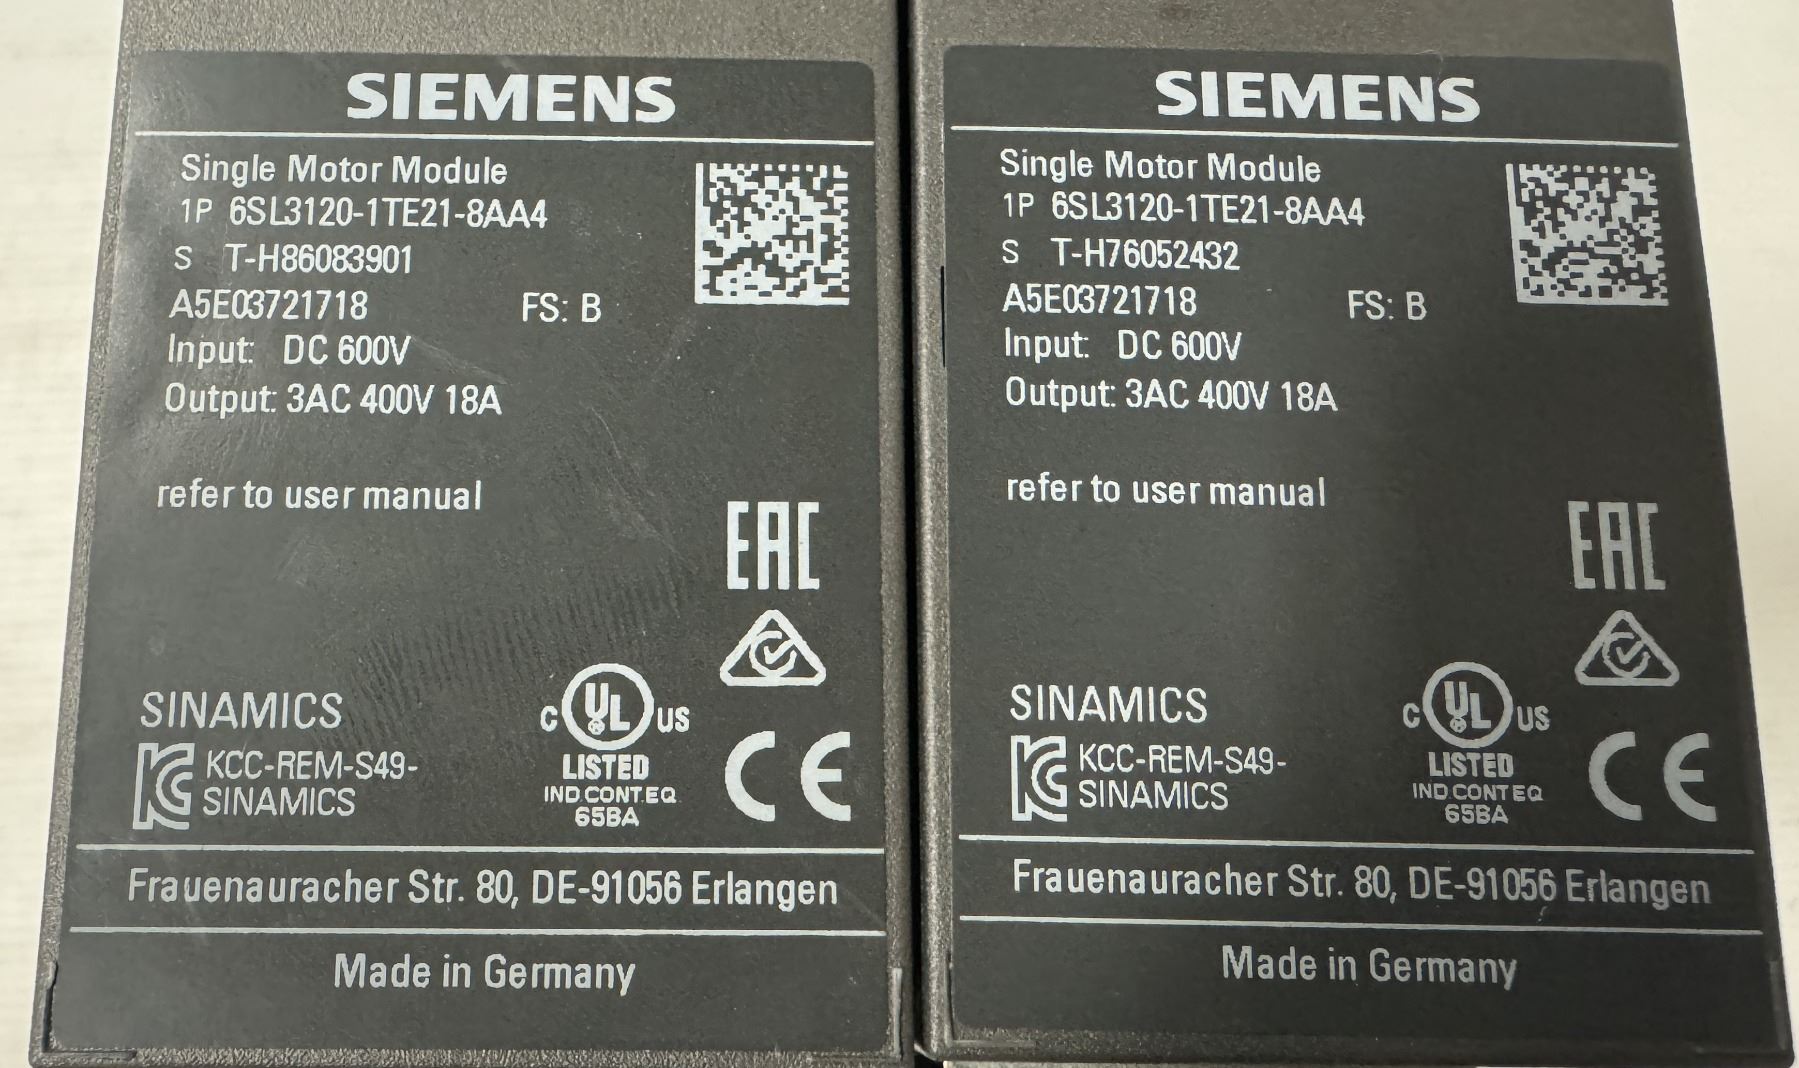 SIEMENS
Single Motor Module
1P 6SL3120-1TE21-8AA4
S T-H86083901
A5E03721718 FS: B
Input: DC 600V
Output: 3AC 400V 18A
refer to user manual
EAC
SINAMICS
KCC-REM-S49-
SINAMICS
c UL us
LISTED
IND.CONT.EQ
65BA
CE
Frauenauracher Str. 80, DE-91056 Erlangen
Made in Germany
SIEMENS
Single Motor Module
1P 6SL3120-1TE21-8AA4
S T-H76052432
A5E03721718 FS: B
Input: DC 600V
Output: 3AC 400V 18A
refer to user manual
EAC
SINAMICS
KCC-REM-S49-
SINAMICS
c UL us
LISTED
IND.CONT.EQ
65BA
CE
Frauenauracher Str. 80, DE-91056 Erlangen
Made in Germany